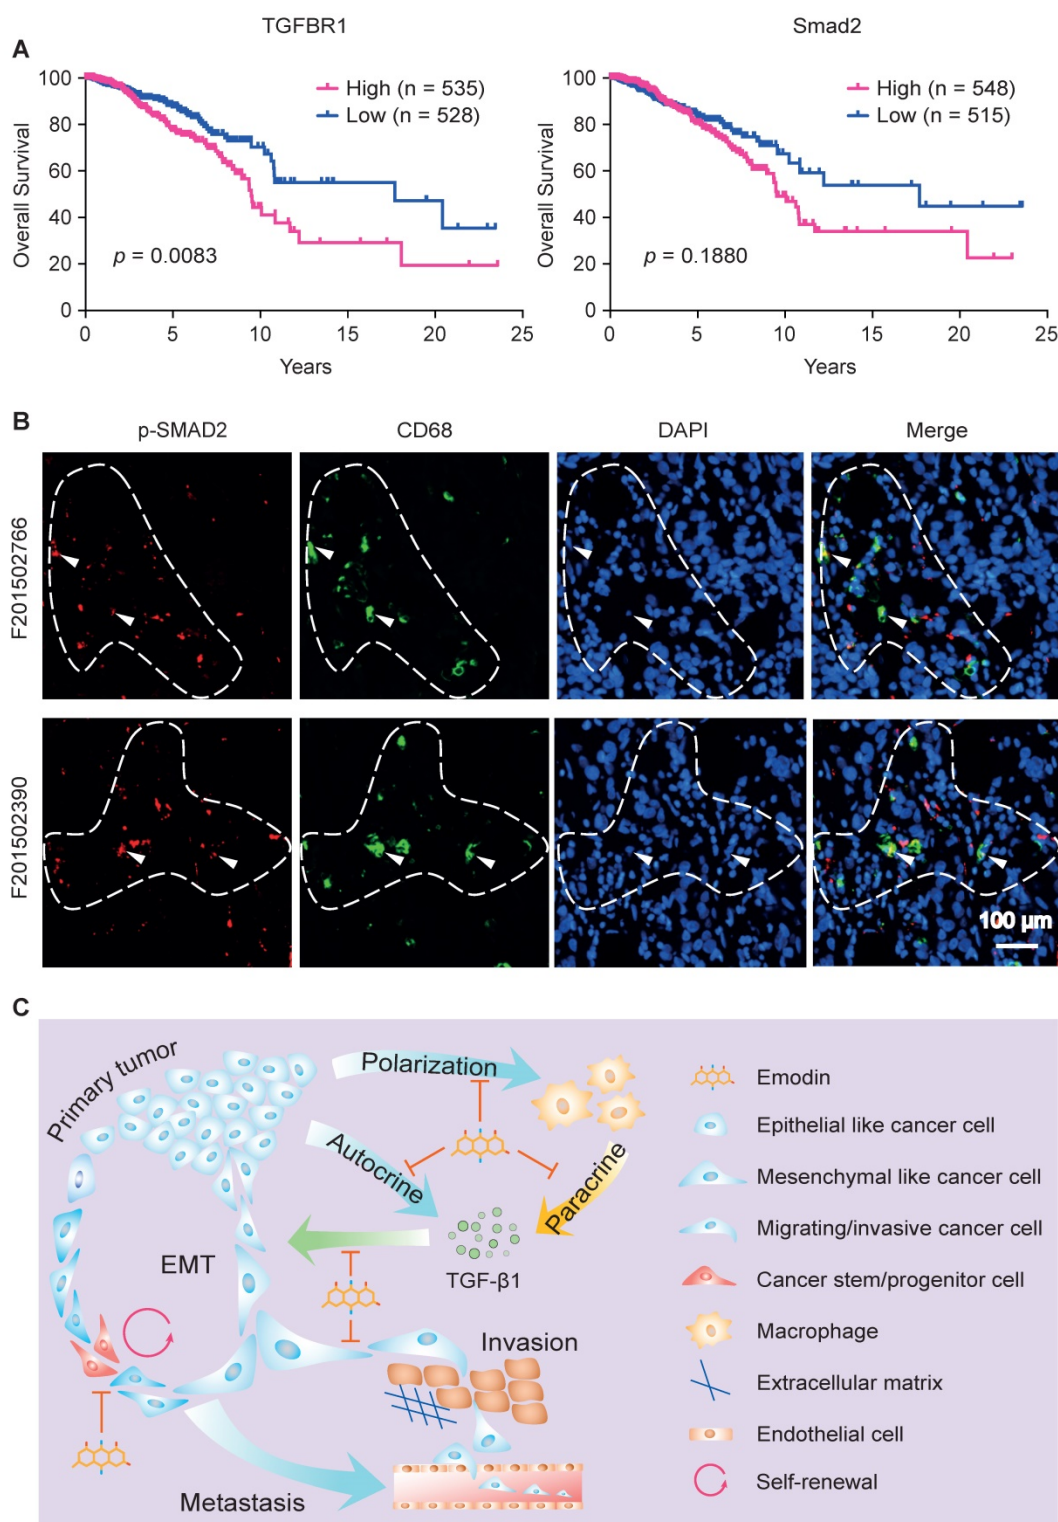 TGFBR1
Smad2
A
100
80
60
40
20
0
Overall Survival
High (n = 535)
Low (n = 528)
p = 0.0083
0 5 10 15 20 25
Years
100
80
60
40
20
0
Overall Survival
High (n = 548)
Low (n = 515)
p = 0.1880
0 5 10 15 20 25
Years
B
p-SMAD2 CD68 DAPI Merge
F201502766
F201502390
100 µm
C
Primary tumor
Polarization
Autocrine
Paracrine
TGF-β1
EMT
Invasion
Metastasis
Emodin
Epithelial like cancer cell
Mesenchymal like cancer cell
Migrating/invasive cancer cell
Cancer stem/progenitor cell
Macrophage
Extracellular matrix
Endothelial cell
Self-renewal